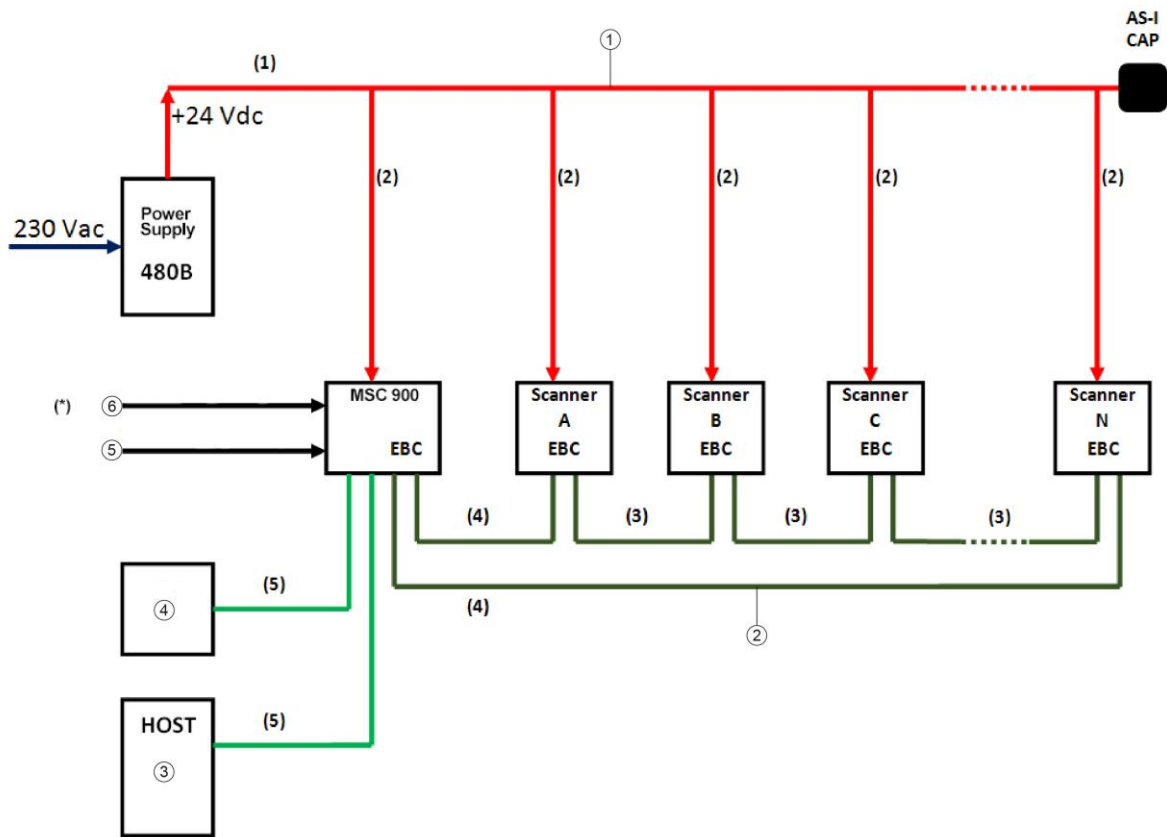 AS-I
CAP
(1)
①
+24 Vdc
(2)
(2)
(2)
(2)
(2)
Power
Supply
480B
230 Vac
MSC 900
EBC
Scanner
A
EBC
Scanner
B
EBC
Scanner
C
EBC
Scanner
N
EBC
(*)
⑥
⑤
(4)
(3)
(3)
(3)
④
(5)
(4)
②
HOST
③
(5)